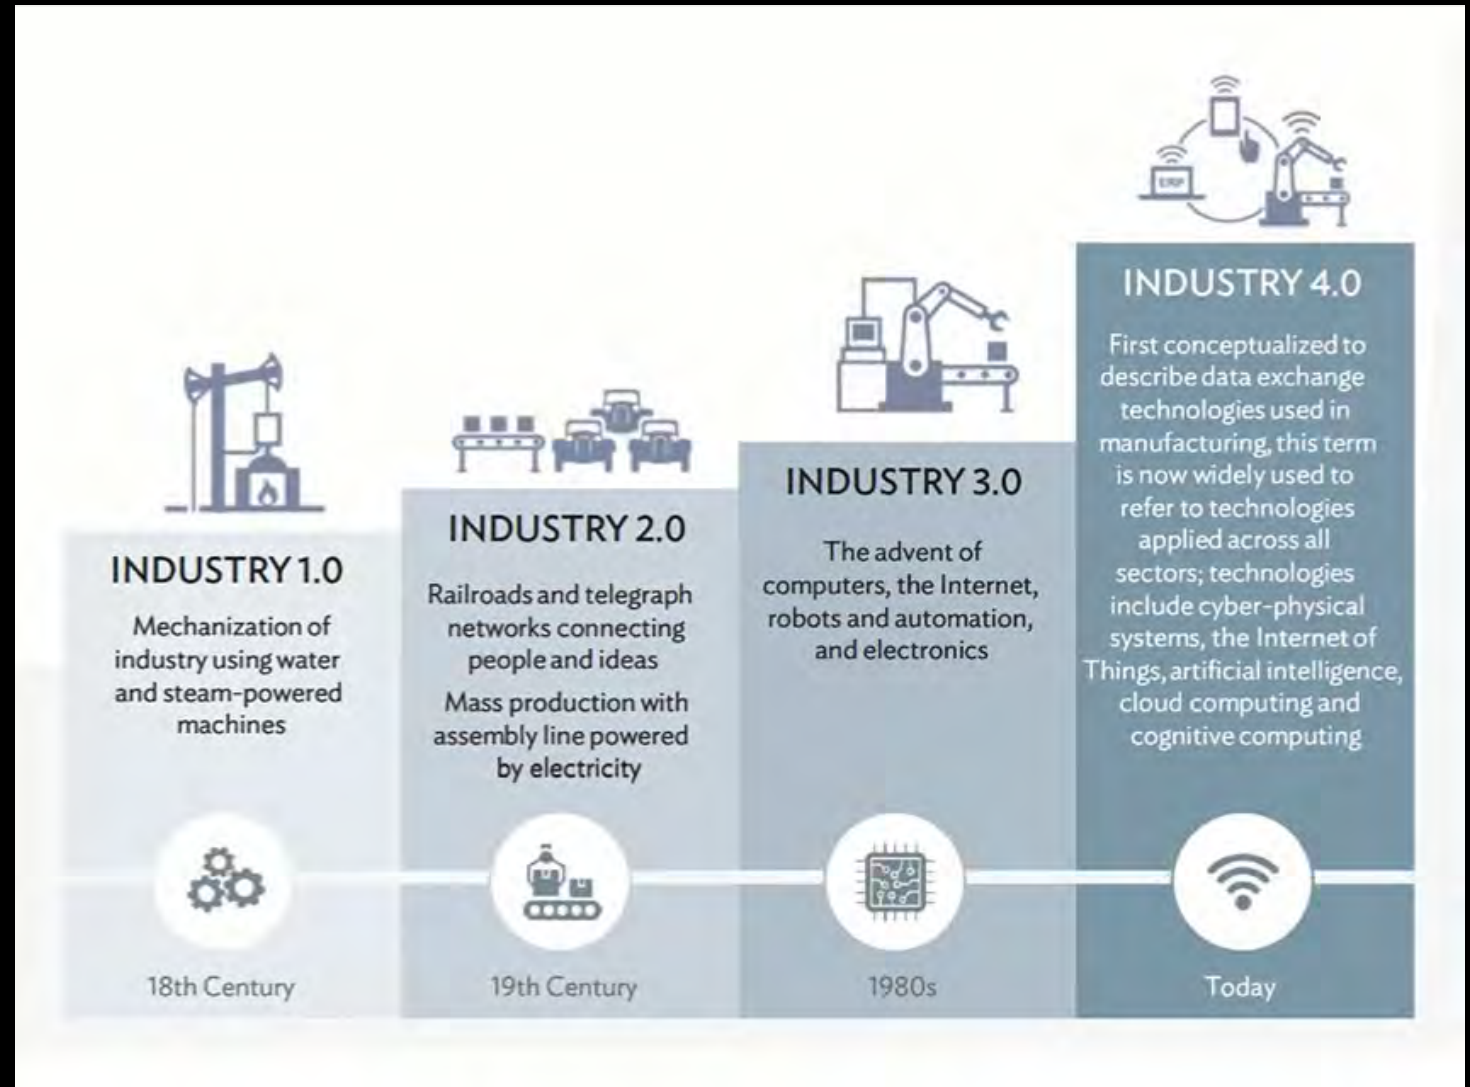 ERP
INDUSTRY 1.0
Mechanization of
industry using water
and steam-powered
machines
18th Century
INDUSTRY 2.0
Railroads and telegraph
networks connecting
people and ideas
Mass production with
assembly line powered
by electricity
19th Century
INDUSTRY 3.0
The advent of
computers, the Internet,
robots and automation,
and electronics
1980s
INDUSTRY 4.0
First conceptualized to
describe data exchange
technologies used in
manufacturing, this term
is now widely used to
refer to technologies
applied across all
sectors; technologies
include cyber-physical
systems, the Internet of
Things, artificial intelligence,
cloud computing and
cognitive computing
Today